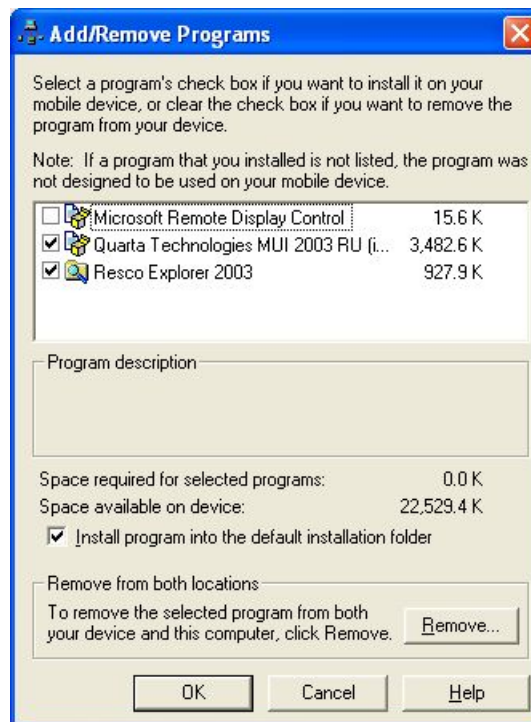 Add/Remove Programs
Select a program's check box if you want to install it on your
mobile device, or clear the check box if you want to remove the
program from your device.
Note: If a program that you installed is not listed, the program was
not designed to be used on your mobile device.
Microsoft Remote Display Control 15.6 K
Quarta Technologies MUI 2003 RU (i... 3,482.6 K
Resco Explorer 2003 927.9 K
Program description
Space required for selected programs: 0.0 K
Space available on device: 22,529.4 K
Install program into the default installation folder
Remove from both locations
To remove the selected program from both
your device and this computer, click Remove.
Remove...
OK Cancel Help